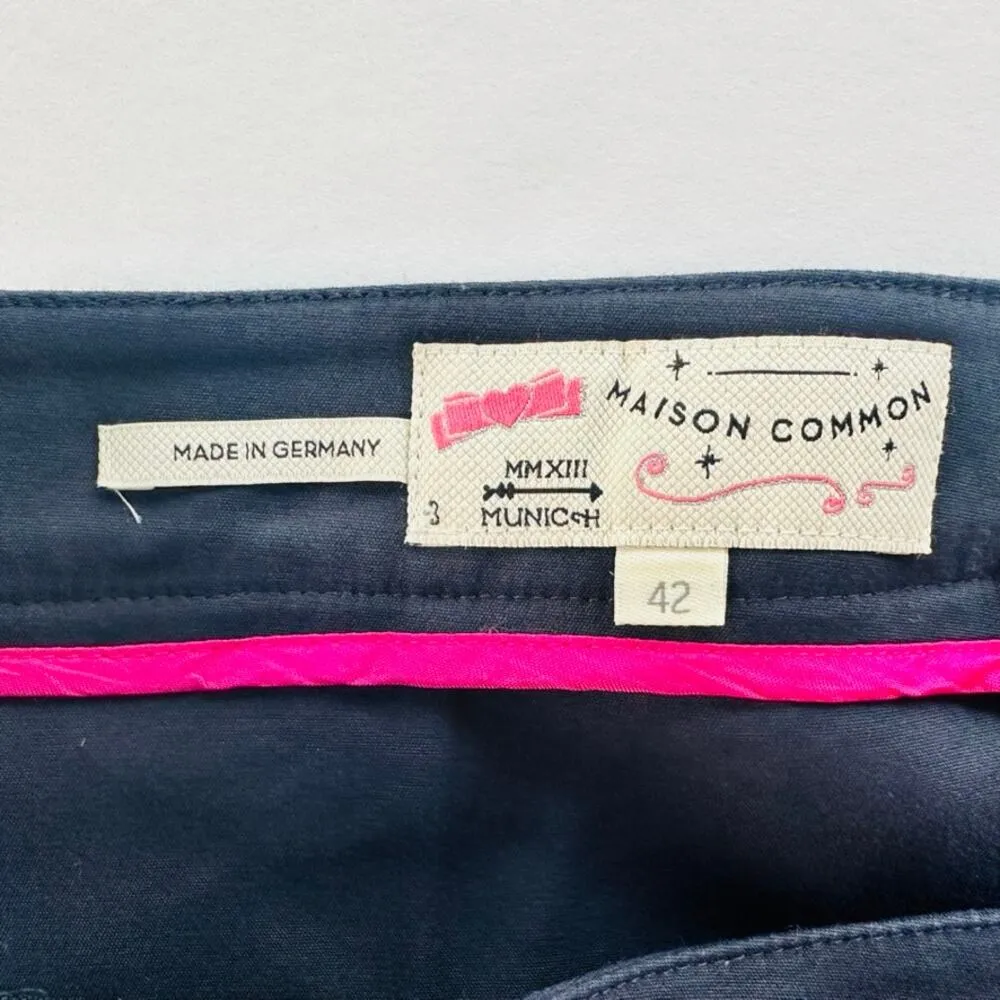 MADE IN GERMANY
MAISON COMMON
MMXIII
MUNICH
3
42